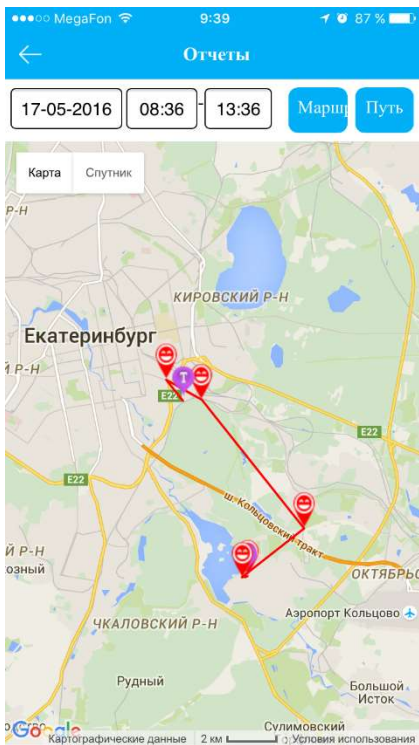 MegaFon 9:39 87 %
Отчеты
17-05-2016 08:36 - 13:36 Маршр Путь
Карта Спутник
Р-Н
КИРОВСКИЙ Р-Н
Екатеринбург
Й Р-Н
T
E22
E22
E22
ш. Кольцовский тракт
Й Р-Н
озный
ОКТЯБРЬС
Аэропорт Кольцово
ЧКАЛОВСКИЙ Р-Н
Рудный
Большой
Исток
Сулимовский
Google
Картографические данные 2 км Условия использования